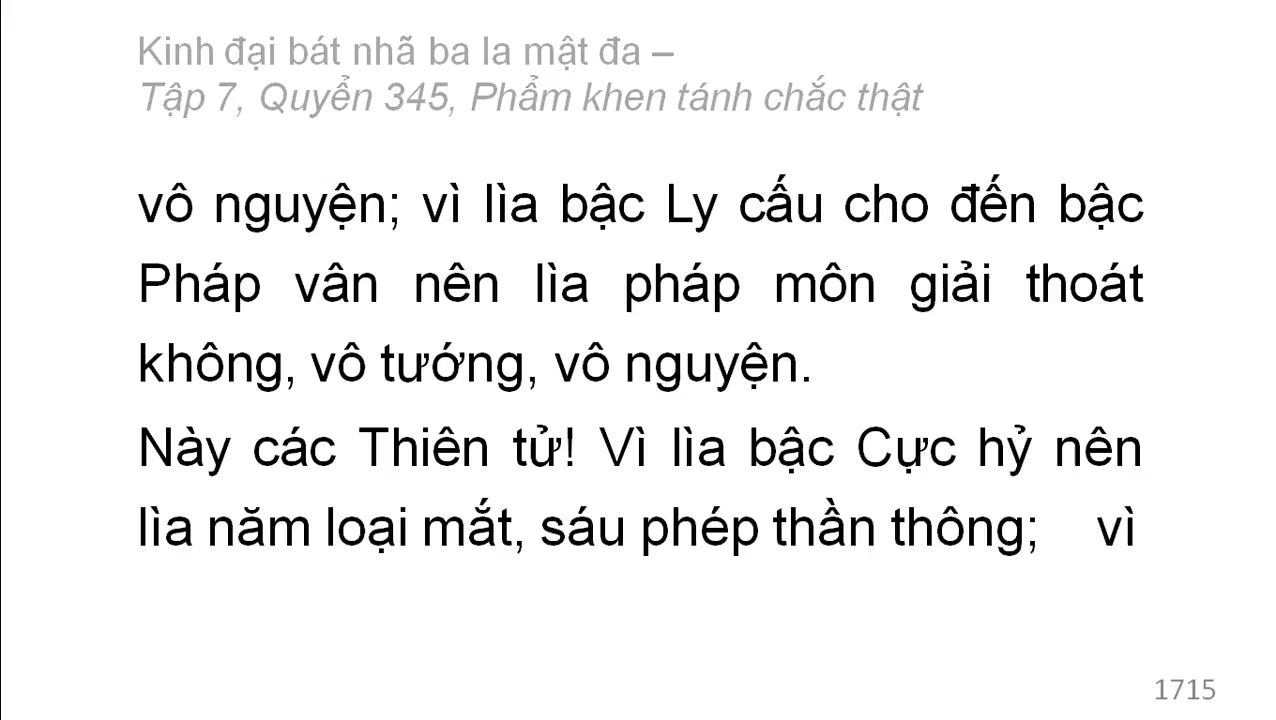 Kinh đại bát nhã ba la mật đa –
Tập 7, Quyển 345, Phẩm khen tánh chắc thật
vô nguyện; vì lìa bậc Ly cấu cho đến bậc
Pháp vân nên lìa pháp môn giải thoát
không, vô tướng, vô nguyện.
Này các Thiên tử! Vì lìa bậc Cực hỷ nên
lìa năm loại mắt, sáu phép thần thông; vì
1715